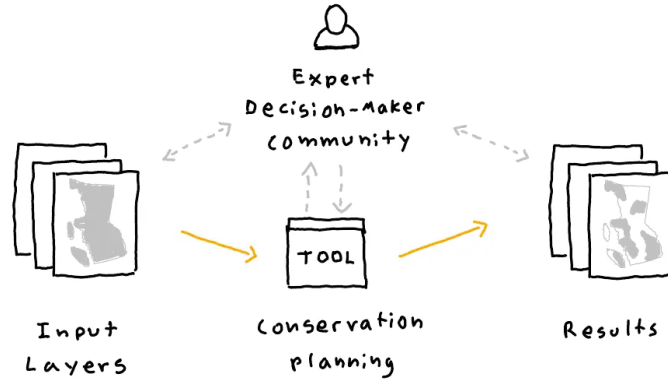 Expert
Decision-Maker
Community
TOOL
Input
Layers
Conservation
planning
Results